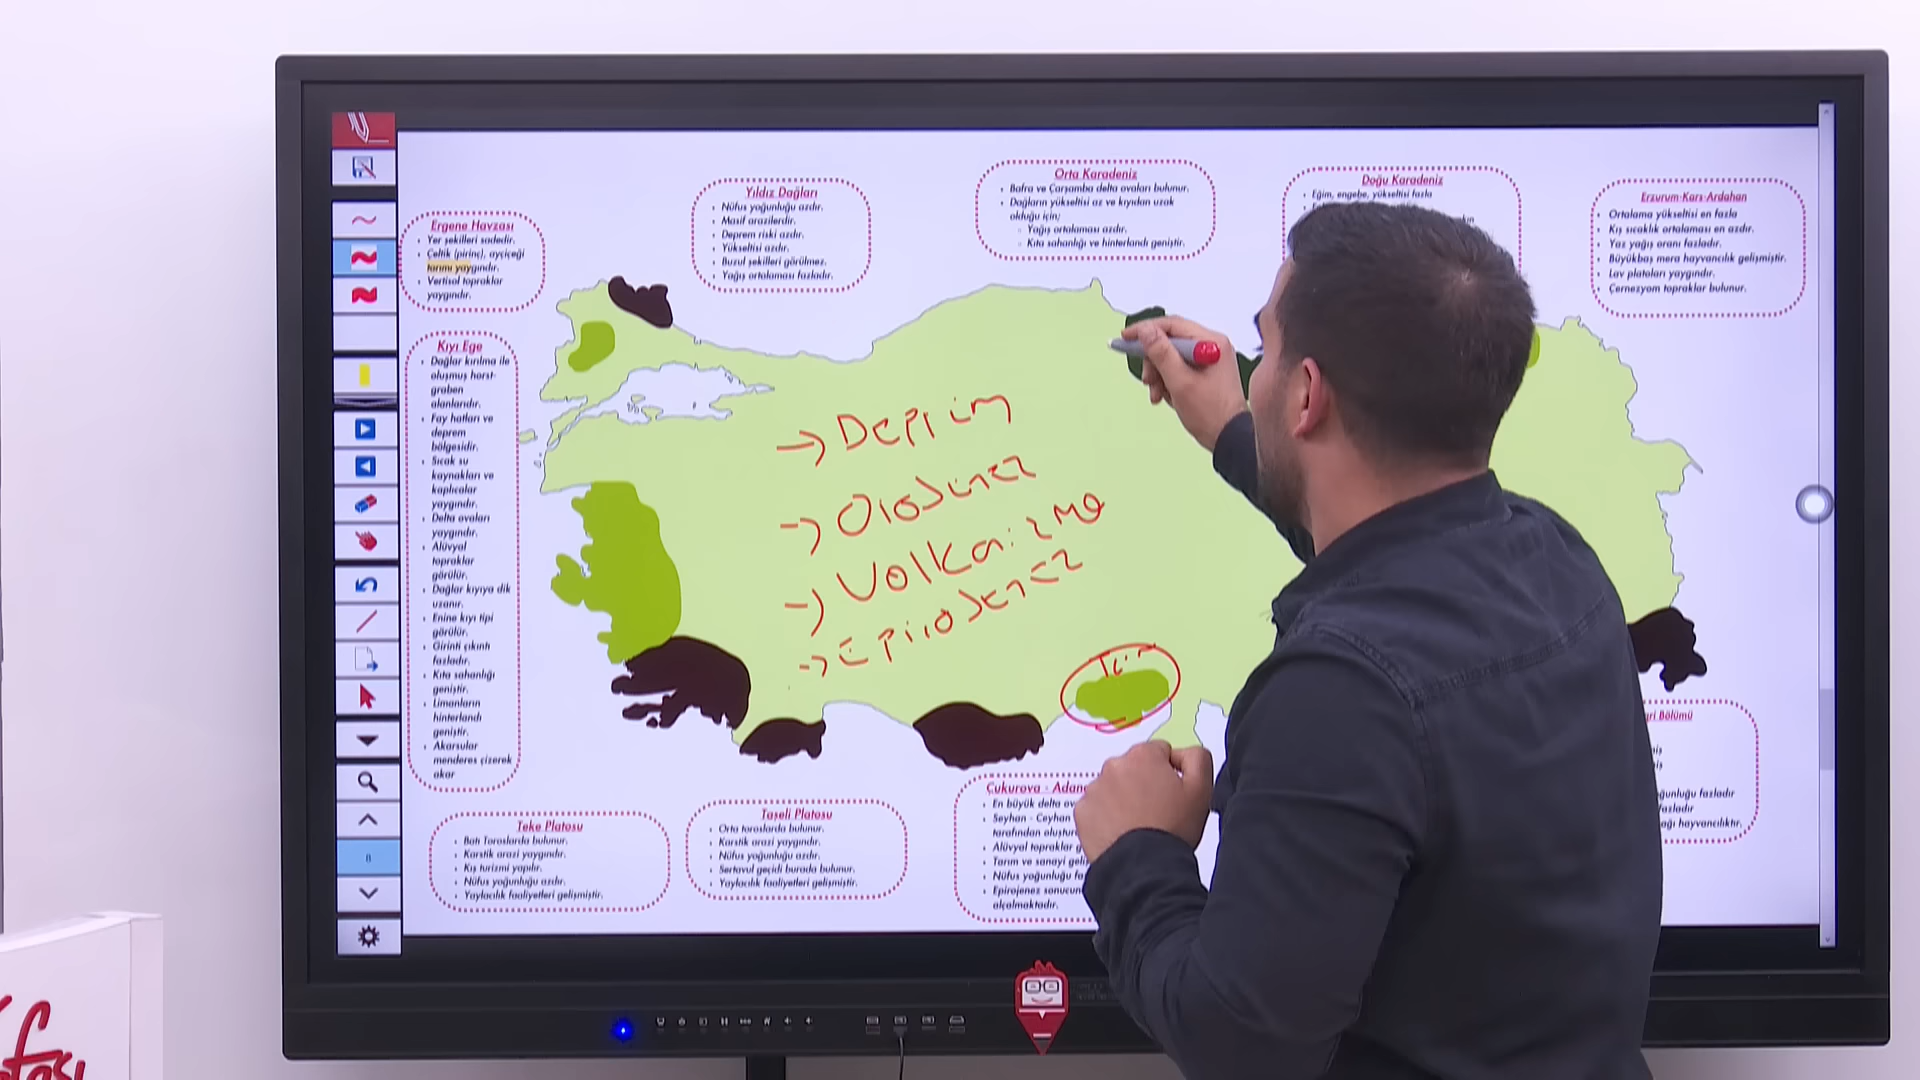 Ergene Havzası
Yer şekilleri sadedir.
Çeltik (pirinç), ayçiçeği
tarımı yaygındır.
Vertisol topraklar
yaygındır.
Yıldız Dağları
Nüfus yoğunluğu azdır.
Masif arazilerdir.
Deprem riski azdır.
Yükseltisi azdır.
Buzul şekilleri görülmez.
Yağış ortalaması fazladır.
Orta Karadeniz
Bafra ve Çarşamba delta ovaları bulunur.
Dağların yükseltisi az ve kıyıdan uzak
olduğu için;
Yağış ortalaması azdır.
Kıta sahanlığı ve hinterlandı geniştir.
Doğu Karadeniz
Eğim, engebe, yükseltisi fazla
Erzurum-Kars-Ardahan
Ortalama yükseltisi en fazla
Kış sıcaklık ortalaması en azdır.
Yaz yağış oranı fazladır.
Büyükbaş mera hayvancılık gelişmiştir.
Lav platoları yaygındır.
Çernezyom topraklar bulunur.
Kıyı Ege
Dağlar kırılma ile
oluşmuş horst-
graben
alanlarıdır.
Fay hatları ve
deprem
bölgesidir.
Sıcak su
kaynakları ve
kaplıcalar
yaygındır.
Delta ovaları
yaygındır.
Alüvyal
topraklar
görülür.
Dağlar kıyıya dik
uzanır.
Enine kıyı tipi
görülür.
Girinti çıkıntı
fazladır.
Kıta sahanlığı
geniştir.
Limanların
hinterlandı
geniştir.
Akarsular
menderes çizerek
akar
→ Deprim
→ Orojenez
→ Volkanizma
→ Epirojenez
Teke Platosu
Batı Toroslarda bulunur.
Karstik arazi yaygındır.
Kış turizmi yapılır.
Nüfus yoğunluğu azdır.
Yaylacılık faaliyetleri gelişmiştir.
Taşeli Platosu
Orta toroslarda bulunur.
Karstik arazi yaygındır.
Nüfus yoğunluğu azdır.
Sertavul geçidi burada bulunur.
Yaylacılık faaliyetleri gelişmiştir.
Çukurova - Adana
En büyük delta ov
Seyhan - Ceyhan
tarafından oluştu
Alüvyal topraklar g
Tarım ve sanayi geli
Nüfus yoğunluğu fa
Epirojenez sonucun
alçalmaktadır.
Bölümü
ğunluğu fazladır
fazladır
ağı hayvancılıktır.